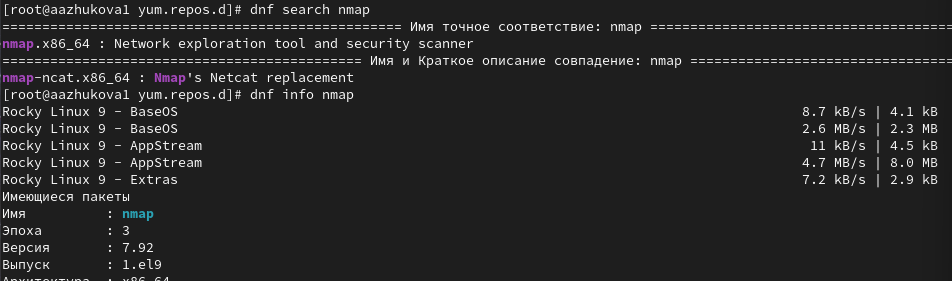 [root@aazhukova1 yum.repos.d]# dnf search nmap
================================================== Имя точное соответствие: nmap ======================================
nmap.x86_64 : Network exploration tool and security scanner
============================================= Имя и Краткое описание совпадение: nmap =================================
nmap-ncat.x86_64 : Nmap's Netcat replacement
[root@aazhukova1 yum.repos.d]# dnf info nmap
Rocky Linux 9 - BaseOS 8.7 kB/s | 4.1 kB
Rocky Linux 9 - BaseOS 2.6 MB/s | 2.3 MB
Rocky Linux 9 - AppStream 11 kB/s | 4.5 kB
Rocky Linux 9 - AppStream 4.7 MB/s | 8.0 MB
Rocky Linux 9 - Extras 7.2 kB/s | 2.9 kB
Имеющиеся пакеты
Имя : nmap
Эпоха : 3
Версия : 7.92
Выпуск : 1.el9
Архитектура : x86_64